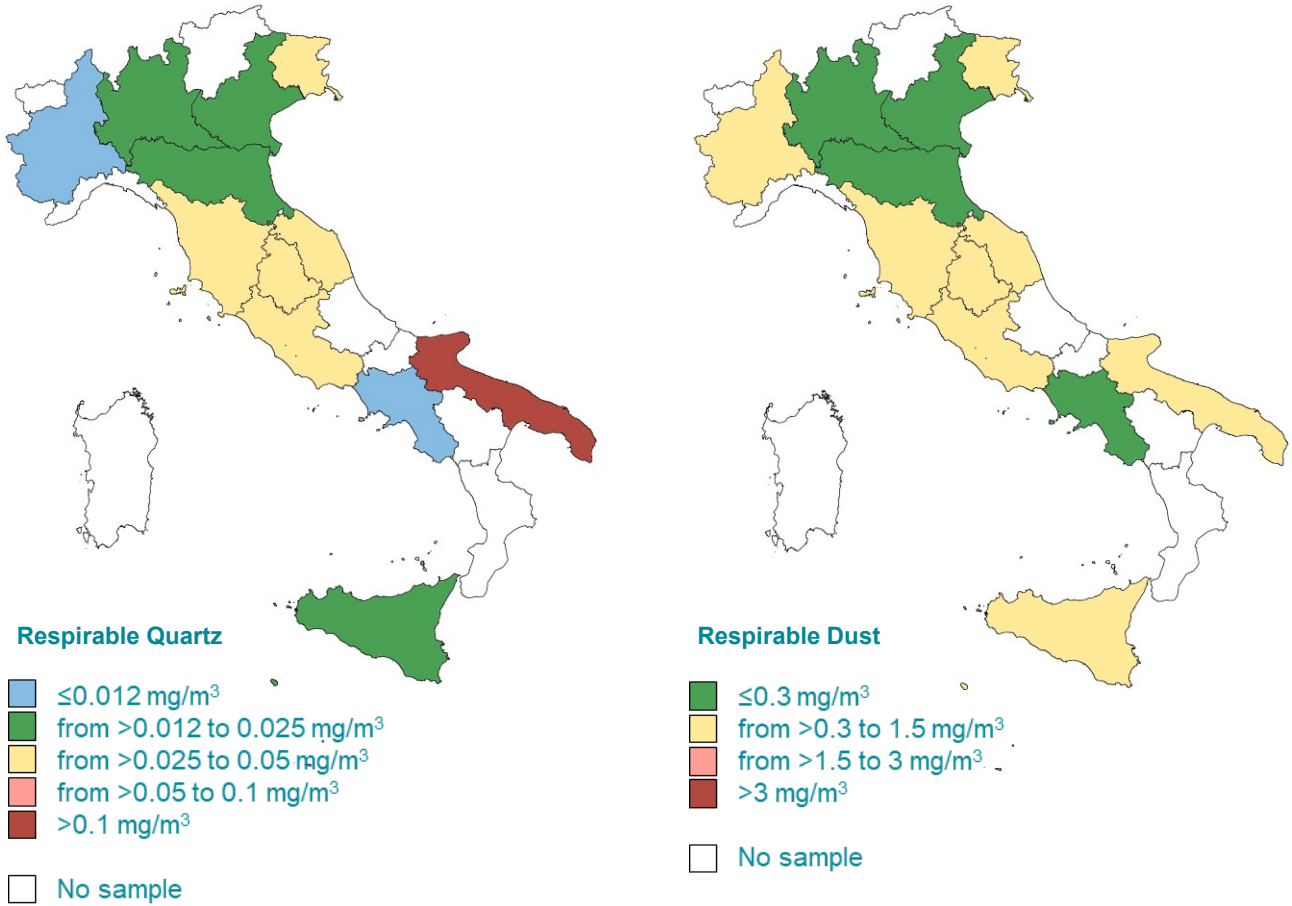 Respirable Quartz
≤0.012 mg/m³
from >0.012 to 0.025 mg/m³
from >0.025 to 0.05 mg/m³
from >0.05 to 0.1 mg/m³
>0.1 mg/m³
No sample
Respirable Dust
≤0.3 mg/m³
from >0.3 to 1.5 mg/m³
from >1.5 to 3 mg/m³
>3 mg/m³
No sample